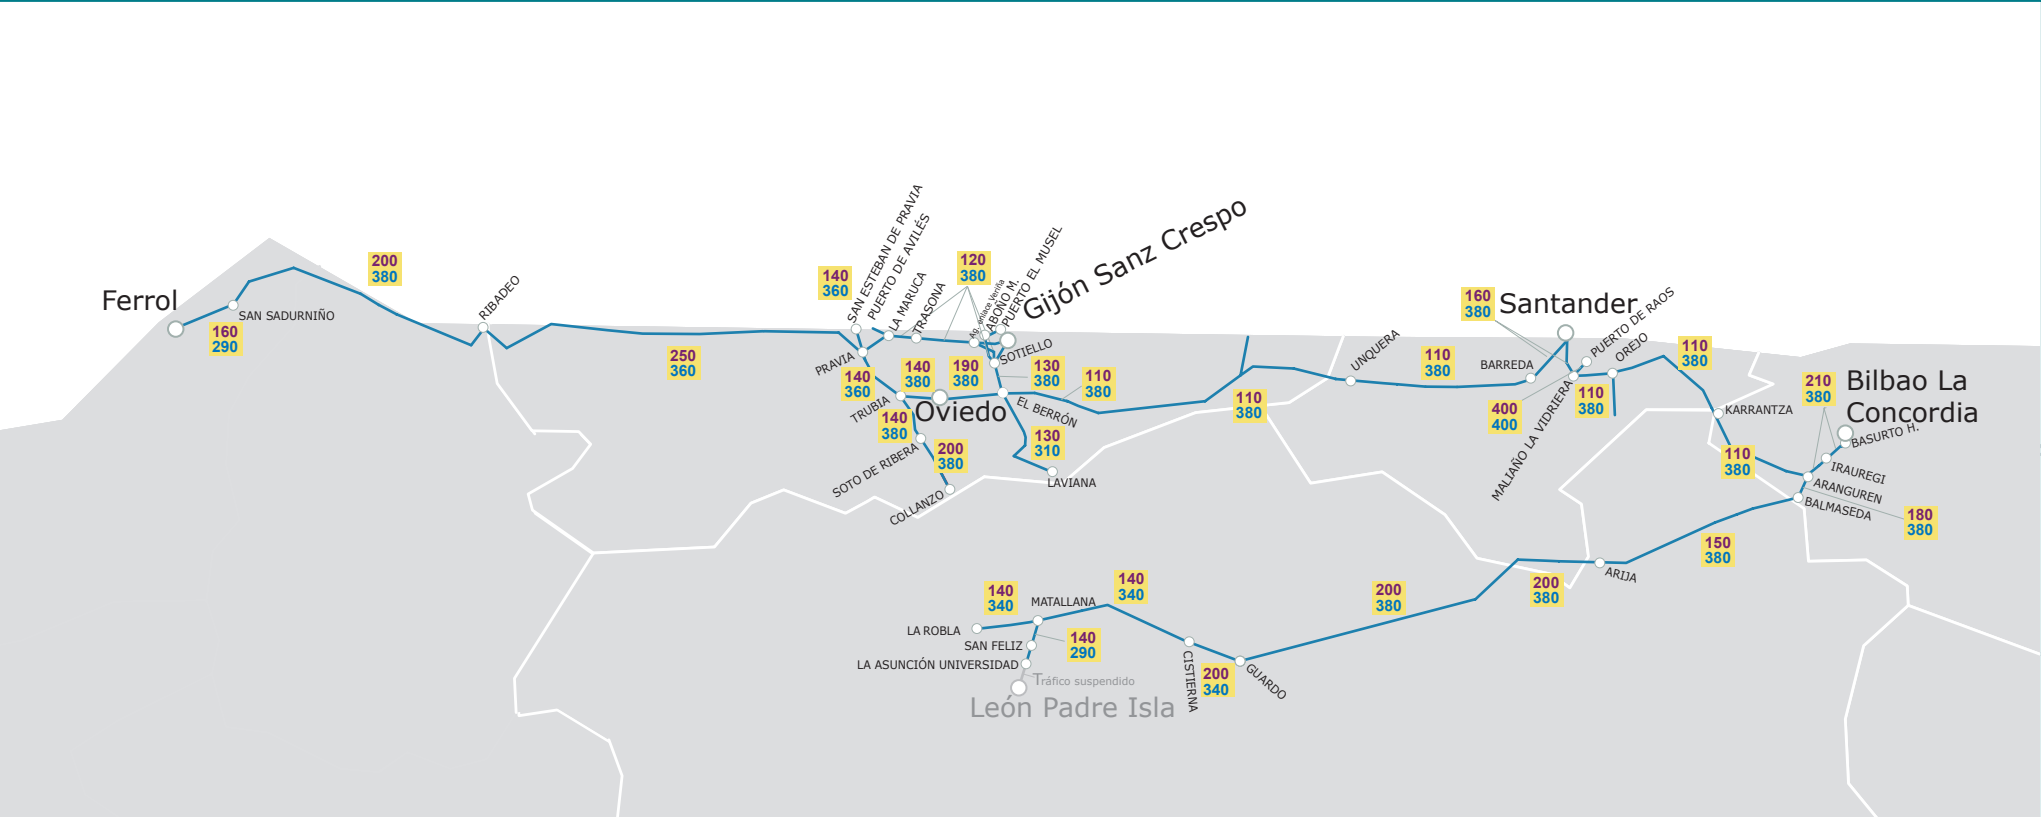 Ferrol
160
290
SAN SADURNIÑO
200
380
RIBADEO
250
360
140
360
SAN ESTEBAN DE PRAVIA
PUERTO DE AVILÉS
LA MARUCA
TRASONA
120
380
Ag. enlace Veriña
ABOÑO M.
PUERTO EL MUSEL
Gijón Sanz Crespo
SOTIELLO
PRAVIA
140
360
140
380
190
380
130
380
110
380
TRUBIA
Oviedo
EL BERRÓN
140
380
SOTO DE RIBERA
200
380
COLLANZO
130
310
LAVIANA
110
380
UNQUERA
110
380
BARREDA
160
380
Santander
PUERTO DE RAOS
OREJO
110
380
400
400
MALIAÑO LA VIDRIERA
110
380
KARRANTZA
110
380
210
380
Bilbao La
Concordia
BASURTO H.
IRAUREGI
ARANGUREN
BALMASEDA
180
380
150
380
ARIJA
200
380
200
380
140
340
MATALLANA
140
340
LA ROBLA
SAN FELIZ
140
290
LA ASUNCIÓN UNIVERSIDAD
Tráfico suspendido
León Padre Isla
CISTIERNA
200
340
GUARDO